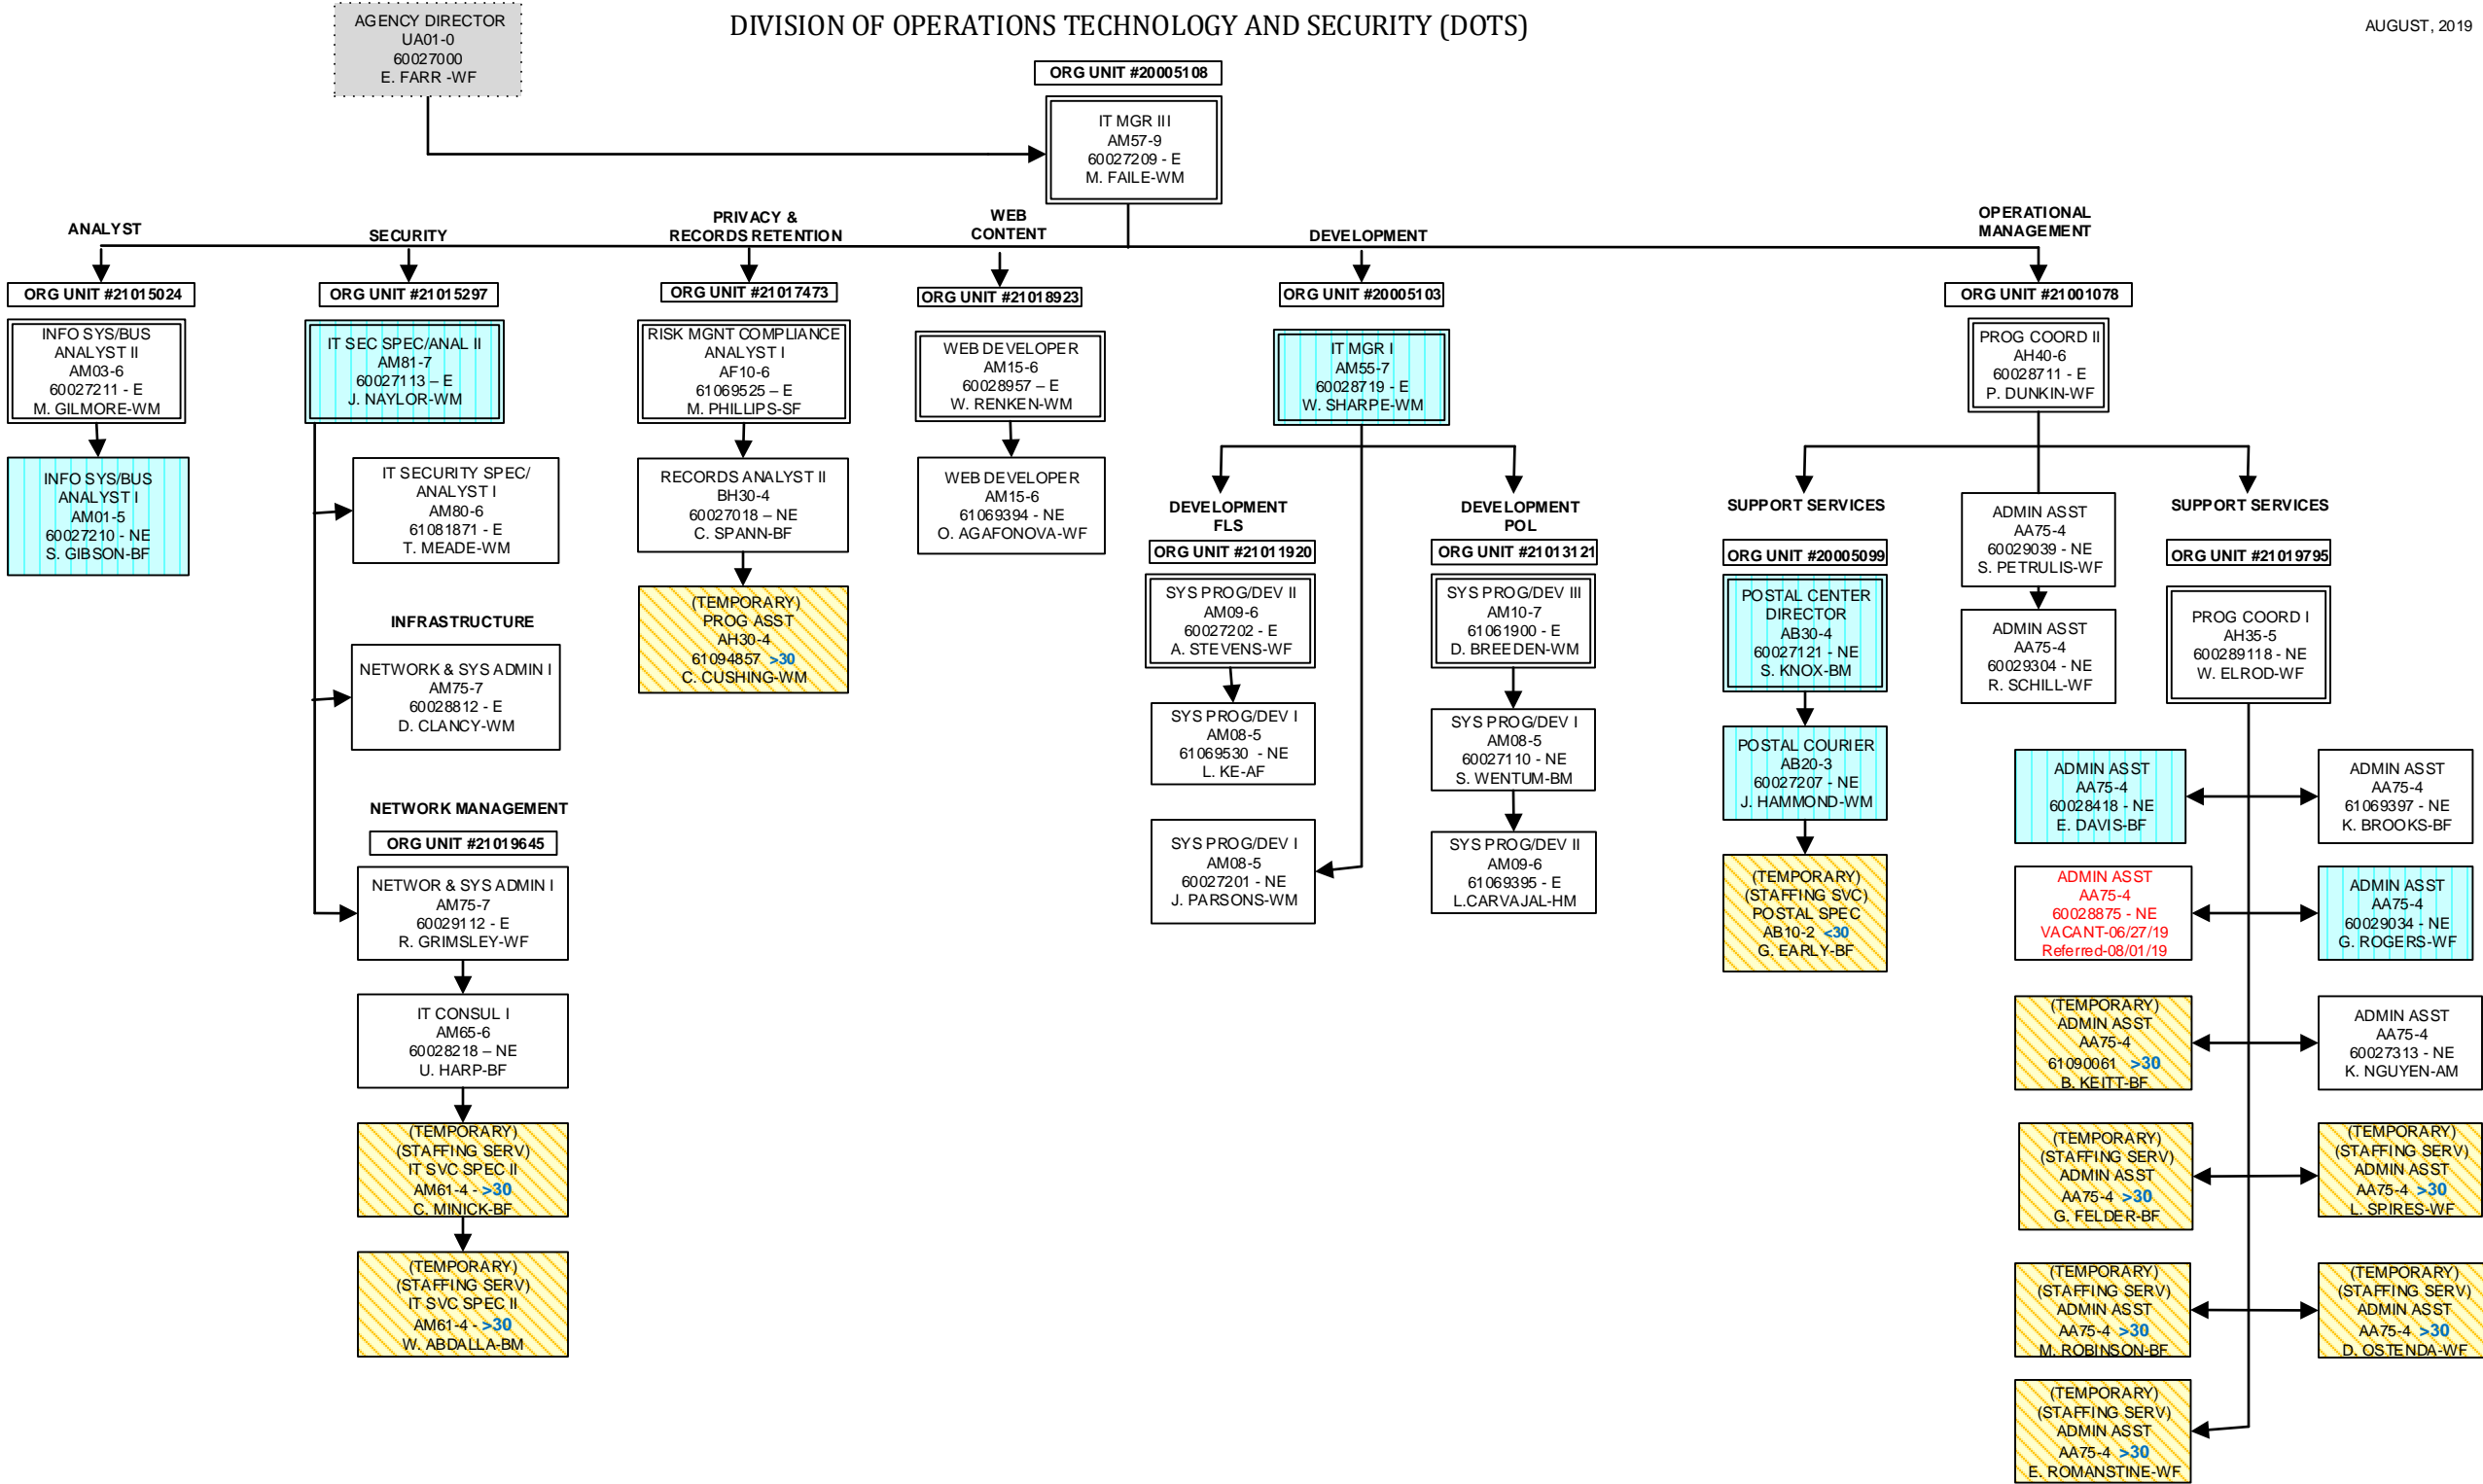 DIVISION OF OPERATIONS TECHNOLOGY AND SECURITY (DOTS)
AUGUST, 2019
AGENCY DIRECTOR
UA01-0
60027000
E. FARR -WF
ORG UNIT #20005108
IT MGR III
AM57-9
60027209 - E
M. FAILE-WM
ANALYST
ORG UNIT #21015024
INFO SYS/BUS
ANALYST II
AM03-6
60027211 - E
M. GILMORE-WM
INFO SYS/BUS
ANALYST I
AM01-5
60027210 - NE
S. GIBSON-BF
SECURITY
ORG UNIT #21015297
IT SEC SPEC/ANAL II
AM81-7
60027113 – E
J. NAYLOR-WM
IT SECURITY SPEC/
ANALYST I
AM80-6
61081871 - E
T. MEADE-WM
INFRASTRUCTURE
NETWORK & SYS ADMIN I
AM75-7
60028812 - E
D. CLANCY-WM
NETWORK MANAGEMENT
ORG UNIT #21019645
NETWOR & SYS ADMIN I
AM75-7
60029112 - E
R. GRIMSLEY-WF
IT CONSUL I
AM65-6
60028218 – NE
U. HARP-BF
(TEMPORARY)
(STAFFING SERV)
IT SVC SPEC II
AM61-4 - >30
C. MINICK-BF
(TEMPORARY)
(STAFFING SERV)
IT SVC SPEC II
AM61-4 - >30
W. ABDALLA-BM
PRIVACY &
RECORDS RETENTION
ORG UNIT #21017473
RISK MGNT COMPLIANCE
ANALYST I
AF10-6
61069525 – E
M. PHILLIPS-SF
RECORDS ANALYST II
BH30-4
60027018 – NE
C. SPANN-BF
(TEMPORARY)
PROG ASST
AH30-4
61094857 >30
C. CUSHING-WM
WEB
CONTENT
ORG UNIT #21018923
WEB DEVELOPER
AM15-6
60028957 – E
W. RENKEN-WM
WEB DEVELOPER
AM15-6
61069394 - NE
O. AGAFONOVA-WF
DEVELOPMENT
ORG UNIT #20005103
IT MGR I
AM55-7
60028719 - E
W. SHARPE-WM
DEVELOPMENT
FLS
ORG UNIT #21011920
SYS PROG/DEV II
AM09-6
60027202 - E
A. STEVENS-WF
SYS PROG/DEV I
AM08-5
61069530 - NE
L. KE-AF
SYS PROG/DEV I
AM08-5
60027201 - NE
J. PARSONS-WM
DEVELOPMENT
POL
ORG UNIT #21013121
SYS PROG/DEV III
AM10-7
61061900 - E
D. BREEDEN-WM
SYS PROG/DEV I
AM08-5
60027110 - NE
S. WENTUM-BM
SYS PROG/DEV II
AM09-6
61069395 - E
L.CARVAJAL-HM
OPERATIONAL
MANAGEMENT
ORG UNIT #21001078
PROG COORD II
AH40-6
60028711 - E
P. DUNKIN-WF
SUPPORT SERVICES
ORG UNIT #20005099
POSTAL CENTER
DIRECTOR
AB30-4
60027121 - NE
S. KNOX-BM
POSTAL COURIER
AB20-3
60027207 - NE
J. HAMMOND-WM
(TEMPORARY)
(STAFFING SVC)
POSTAL SPEC
AB10-2 <30
G. EARLY-BF
ADMIN ASST
AA75-4
60029039 - NE
S. PETRULIS-WF
ADMIN ASST
AA75-4
60029304 - NE
R. SCHILL-WF
SUPPORT SERVICES
ORG UNIT #21019795
PROG COORD I
AH35-5
600289118 - NE
W. ELROD-WF
ADMIN ASST
AA75-4
60028418 - NE
E. DAVIS-BF
ADMIN ASST
AA75-4
61069397 - NE
K. BROOKS-BF
ADMIN ASST
AA75-4
60028875 - NE
VACANT-06/27/19
Referred-08/01/19
ADMIN ASST
AA75-4
60029034 - NE
G. ROGERS-WF
(TEMPORARY)
ADMIN ASST
AA75-4
61090061 >30
B. KEITT-BF
ADMIN ASST
AA75-4
60027313 - NE
K. NGUYEN-AM
(TEMPORARY)
(STAFFING SERV)
ADMIN ASST
AA75-4 >30
G. FELDER-BF
(TEMPORARY)
(STAFFING SERV)
ADMIN ASST
AA75-4 >30
L. SPIRES-WF
(TEMPORARY)
(STAFFING SERV)
ADMIN ASST
AA75-4 >30
M. ROBINSON-BF
(TEMPORARY)
(STAFFING SERV)
ADMIN ASST
AA75-4 >30
D. OSTENDA-WF
(TEMPORARY)
(STAFFING SERV)
ADMIN ASST
AA75-4 >30
E. ROMANSTINE-WF